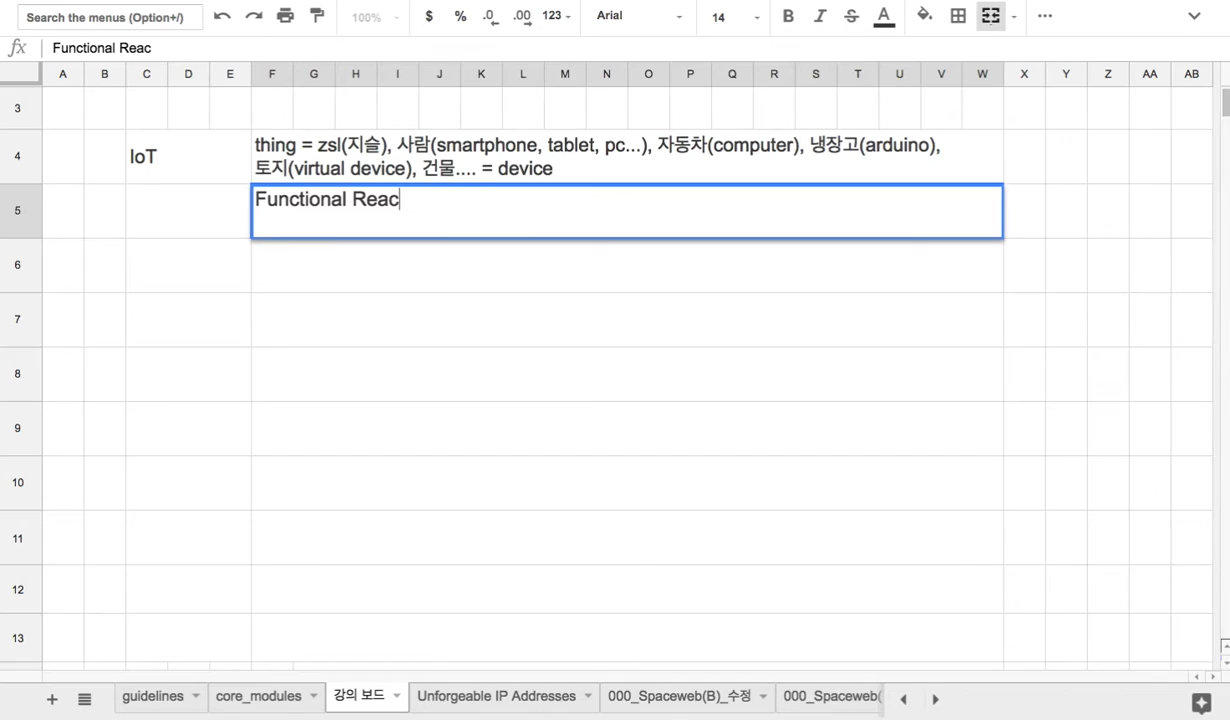 Search the menus (Option+/)
100%
$ % .0 .00 123
Arial
14
B I S A
fx Functional Reac
A B C D E F G H I J K L M N O P Q R S T U V W X Y Z AA AB
3
4 IoT thing = zsl(지슬), 사람(smartphone, tablet, pc...), 자동차(computer), 냉장고(arduino),
토지(virtual device), 건물.... = device
5 Functional Reac
6
7
8
9
10
11
12
13
guidelines core_modules 강의 보드 Unforgeable IP Addresses 000_Spaceweb(B)_수정 000_Spaceweb(